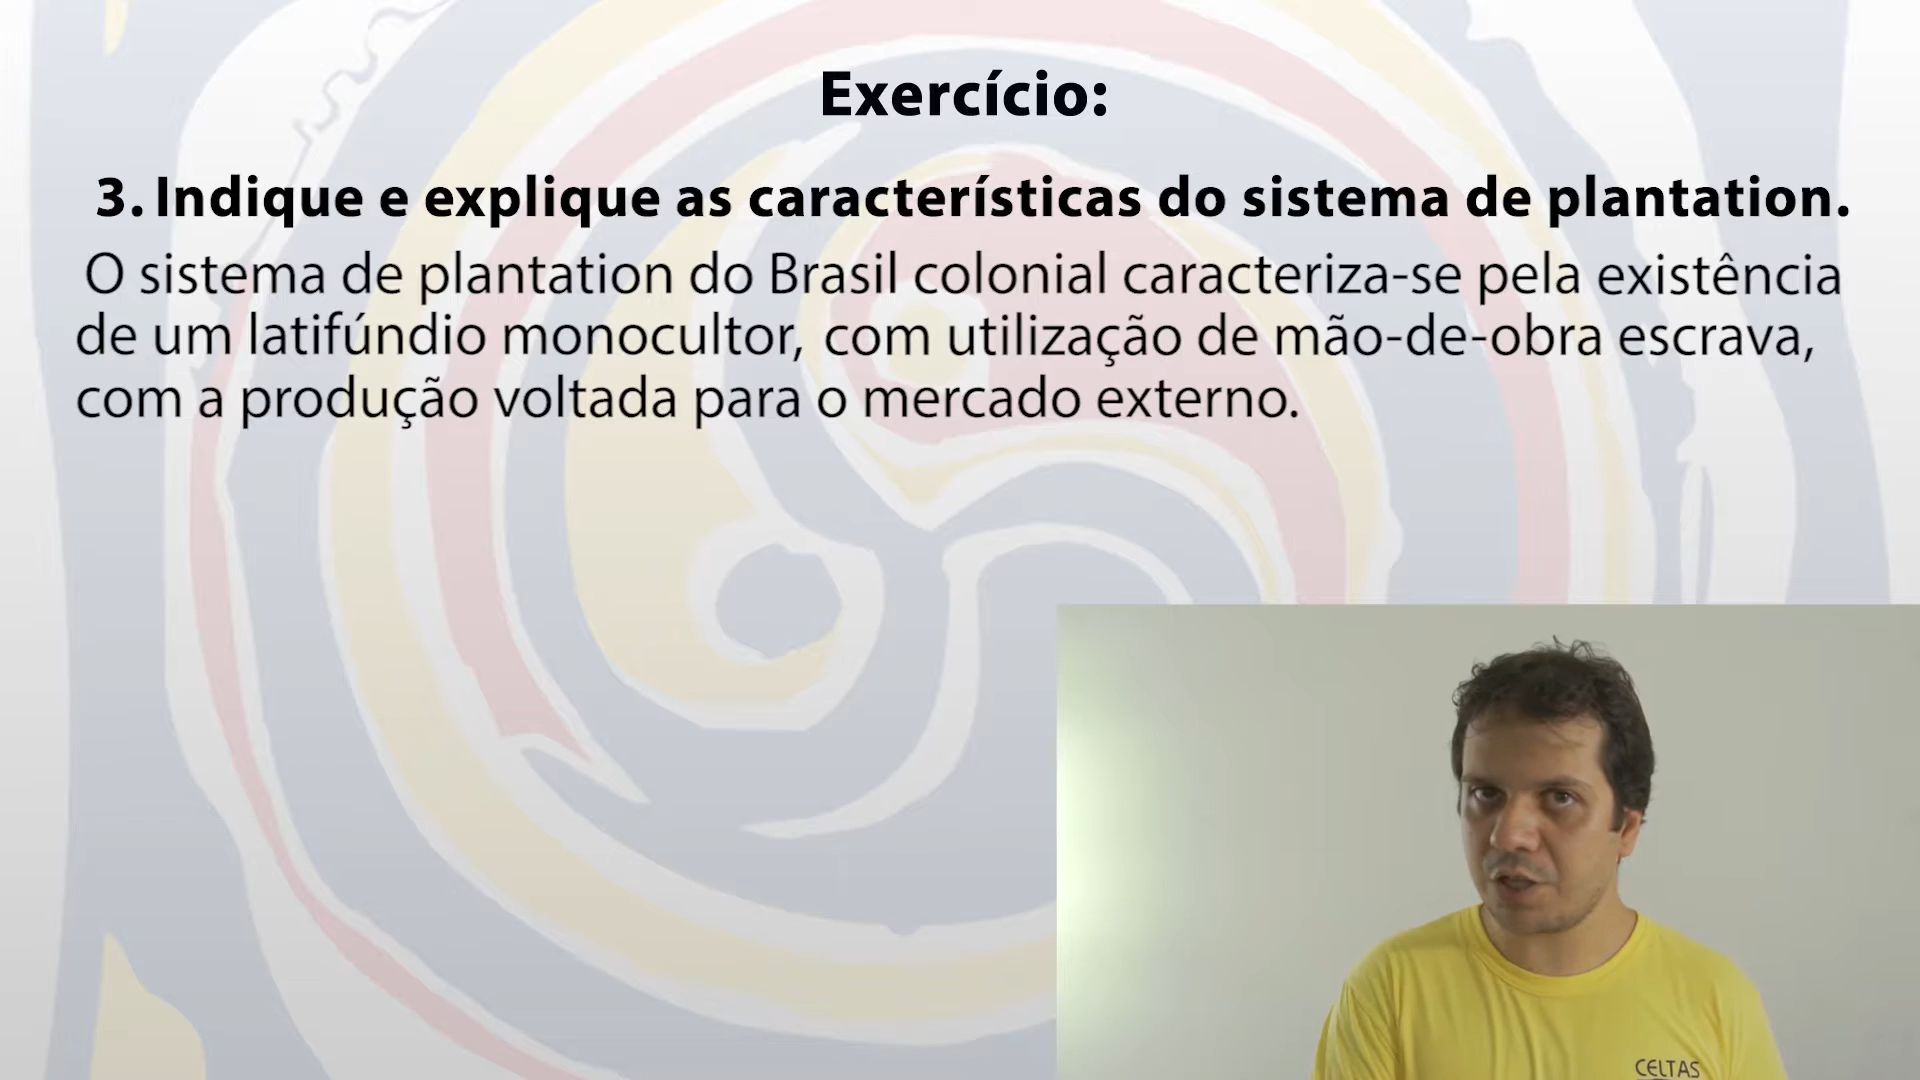 Exercício:
3. Indique e explique as características do sistema de plantation.
O sistema de plantation do Brasil colonial caracteriza-se pela existência
de um latifúndio monocultor, com utilização de mão-de-obra escrava,
com a produção voltada para o mercado externo.
CELTAS